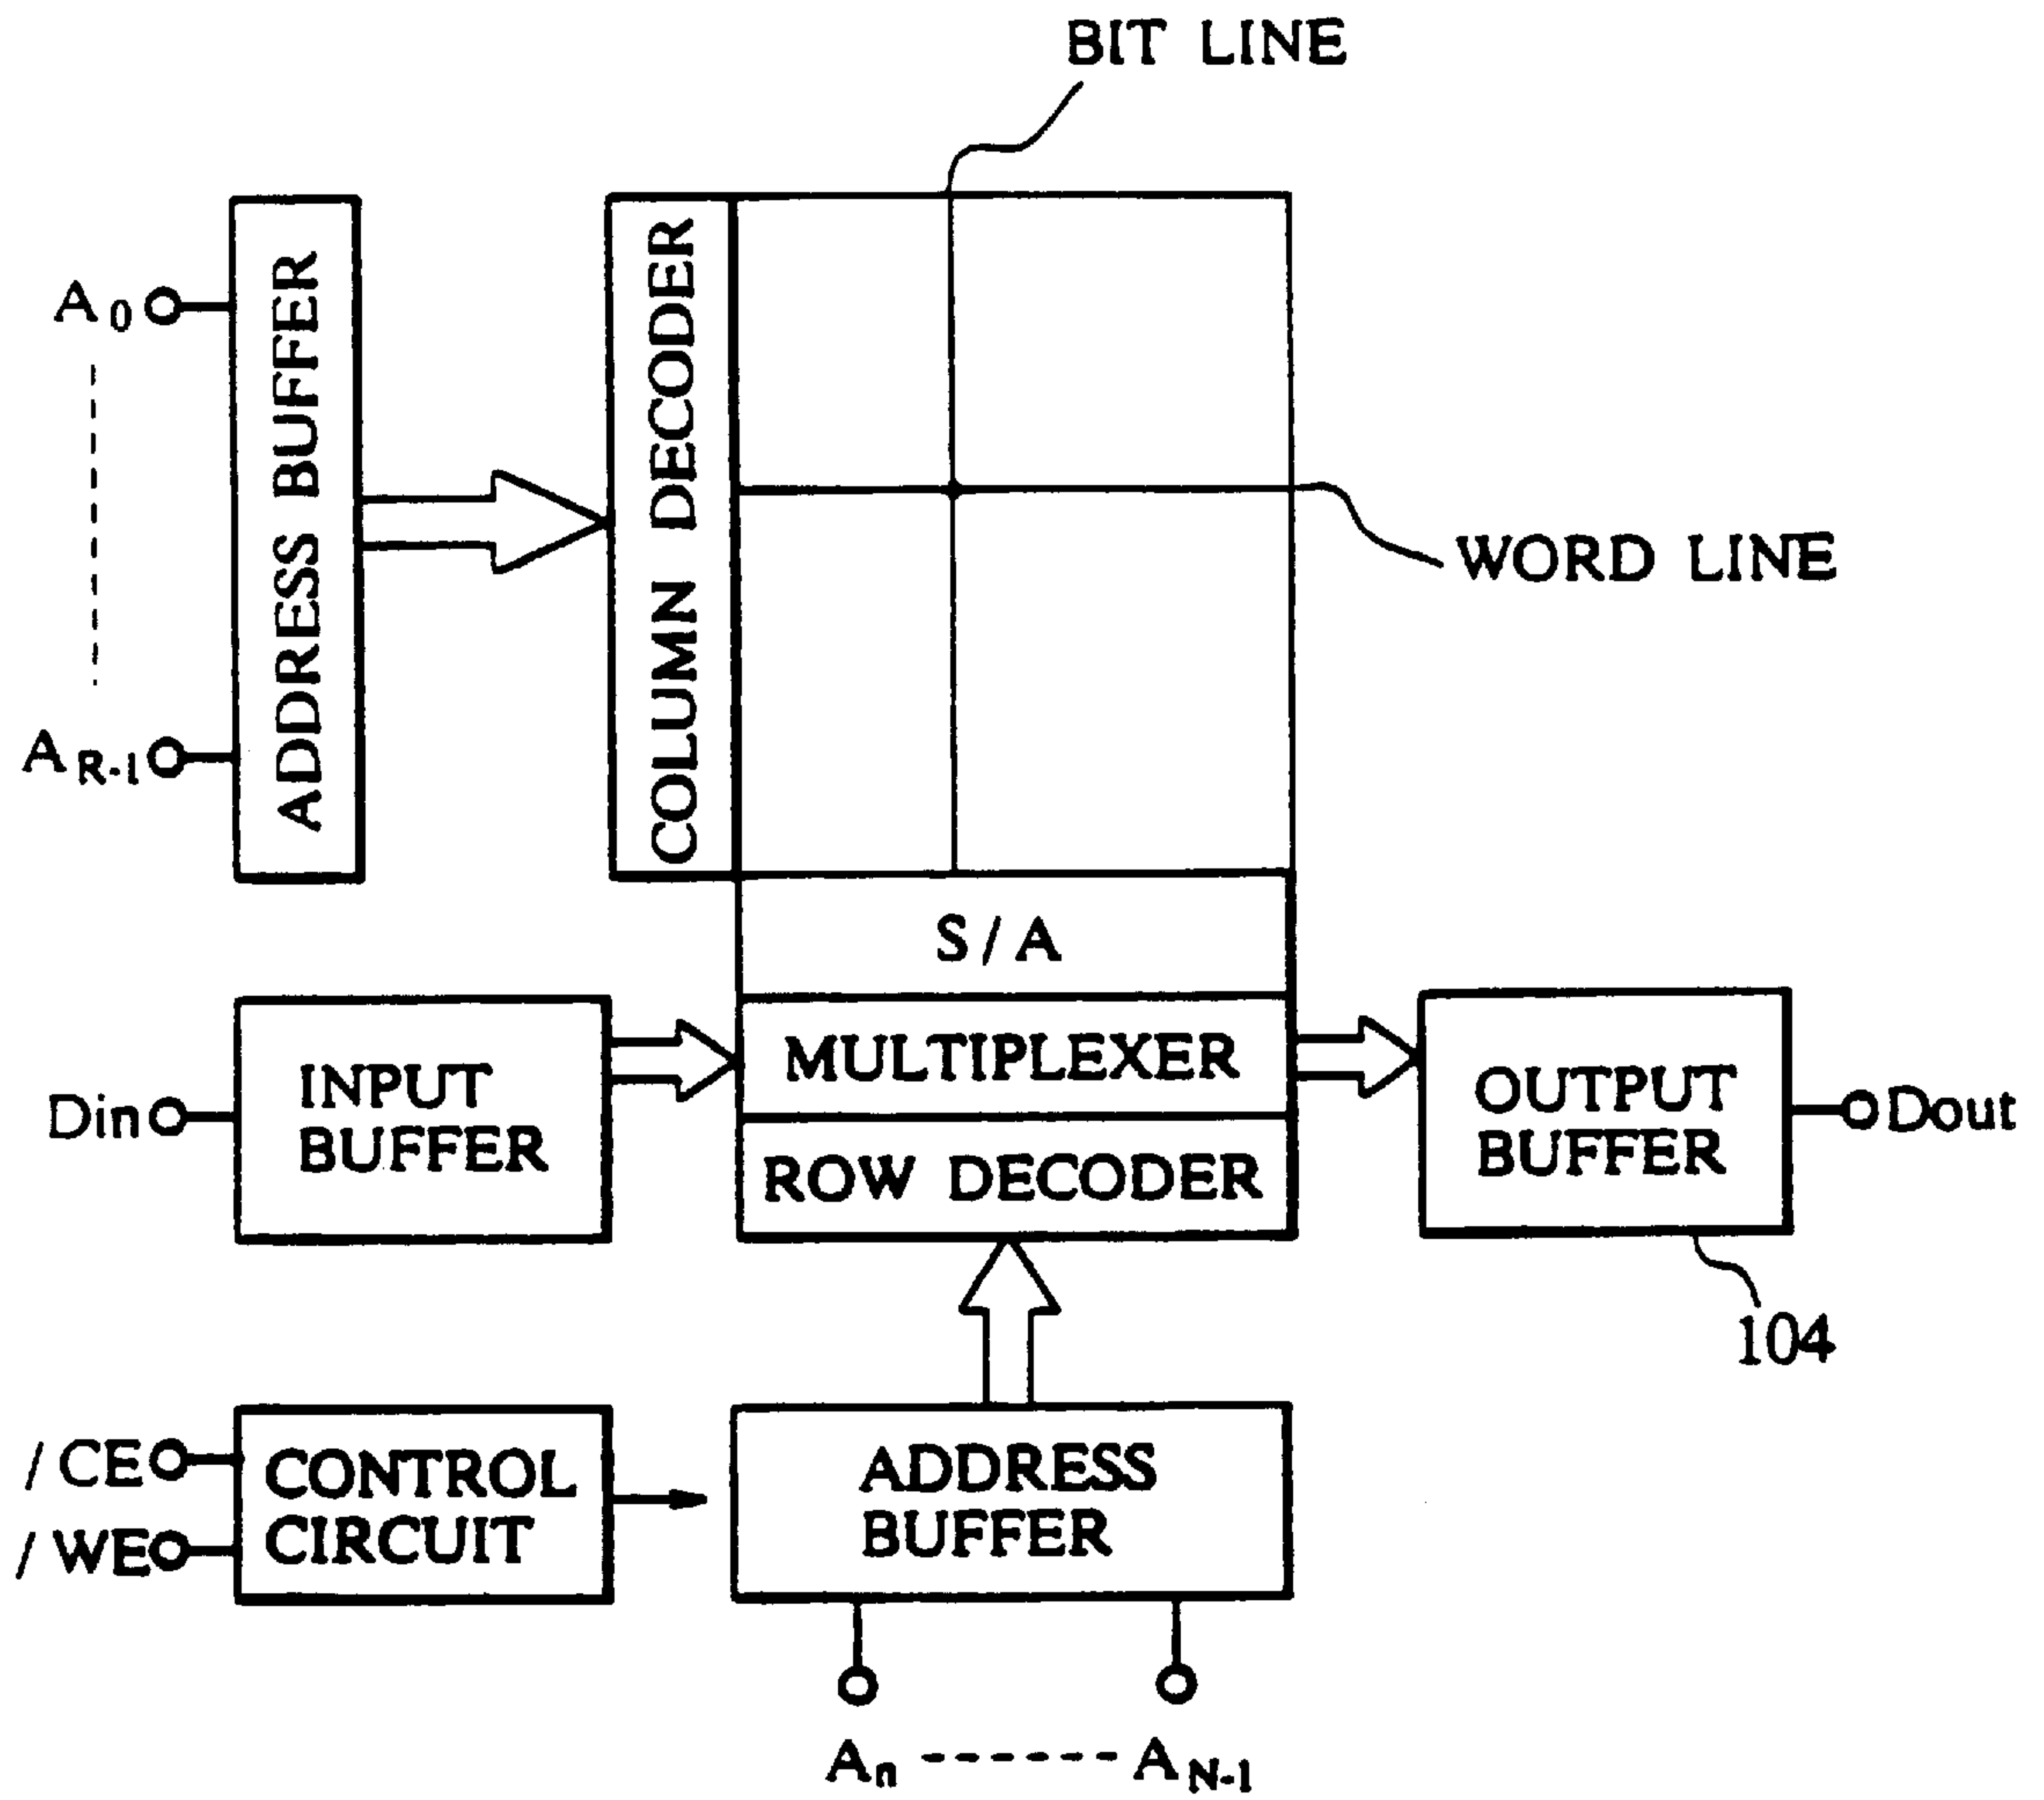 BIT LINE
A0
ADDRESS BUFFER
COLUMN DECODER
WORD LINE
AR-1
S/A
MULTIPLEXER
ROW DECODER
Din
INPUT
BUFFER
OUTPUT
BUFFER
Dout
104
/CE
/WE
CONTROL
CIRCUIT
ADDRESS
BUFFER
An ------ AN-1